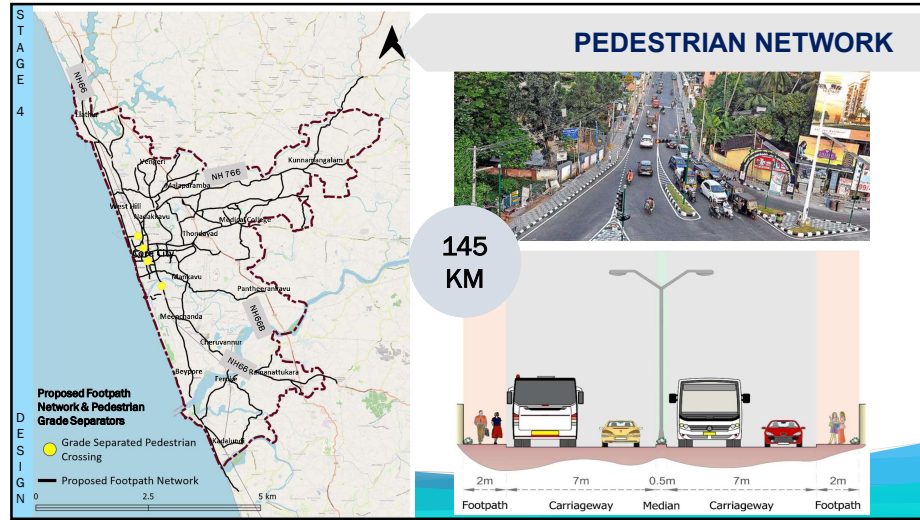 STAGE 4
DESIGN
PEDESTRIAN NETWORK
NH66
Elathur
Vengeri
Kunnamangalam
NH 766
Malaparamba
West Hill
Nadakkavu
Medical College
Thondayad
Core City
Mankavu
Pantheerankavu
Meenchanda
NH66B
Cheruvannur
NH66
Beypore
Feroke
Ramanattukara
Kadalundi
Proposed Footpath
Network & Pedestrian
Grade Separators
Grade Separated Pedestrian
Crossing
Proposed Footpath Network
0 2.5 5 km
145
KM
2m 7m 0.5m 7m 2m
Footpath Carriageway Median Carriageway Footpath